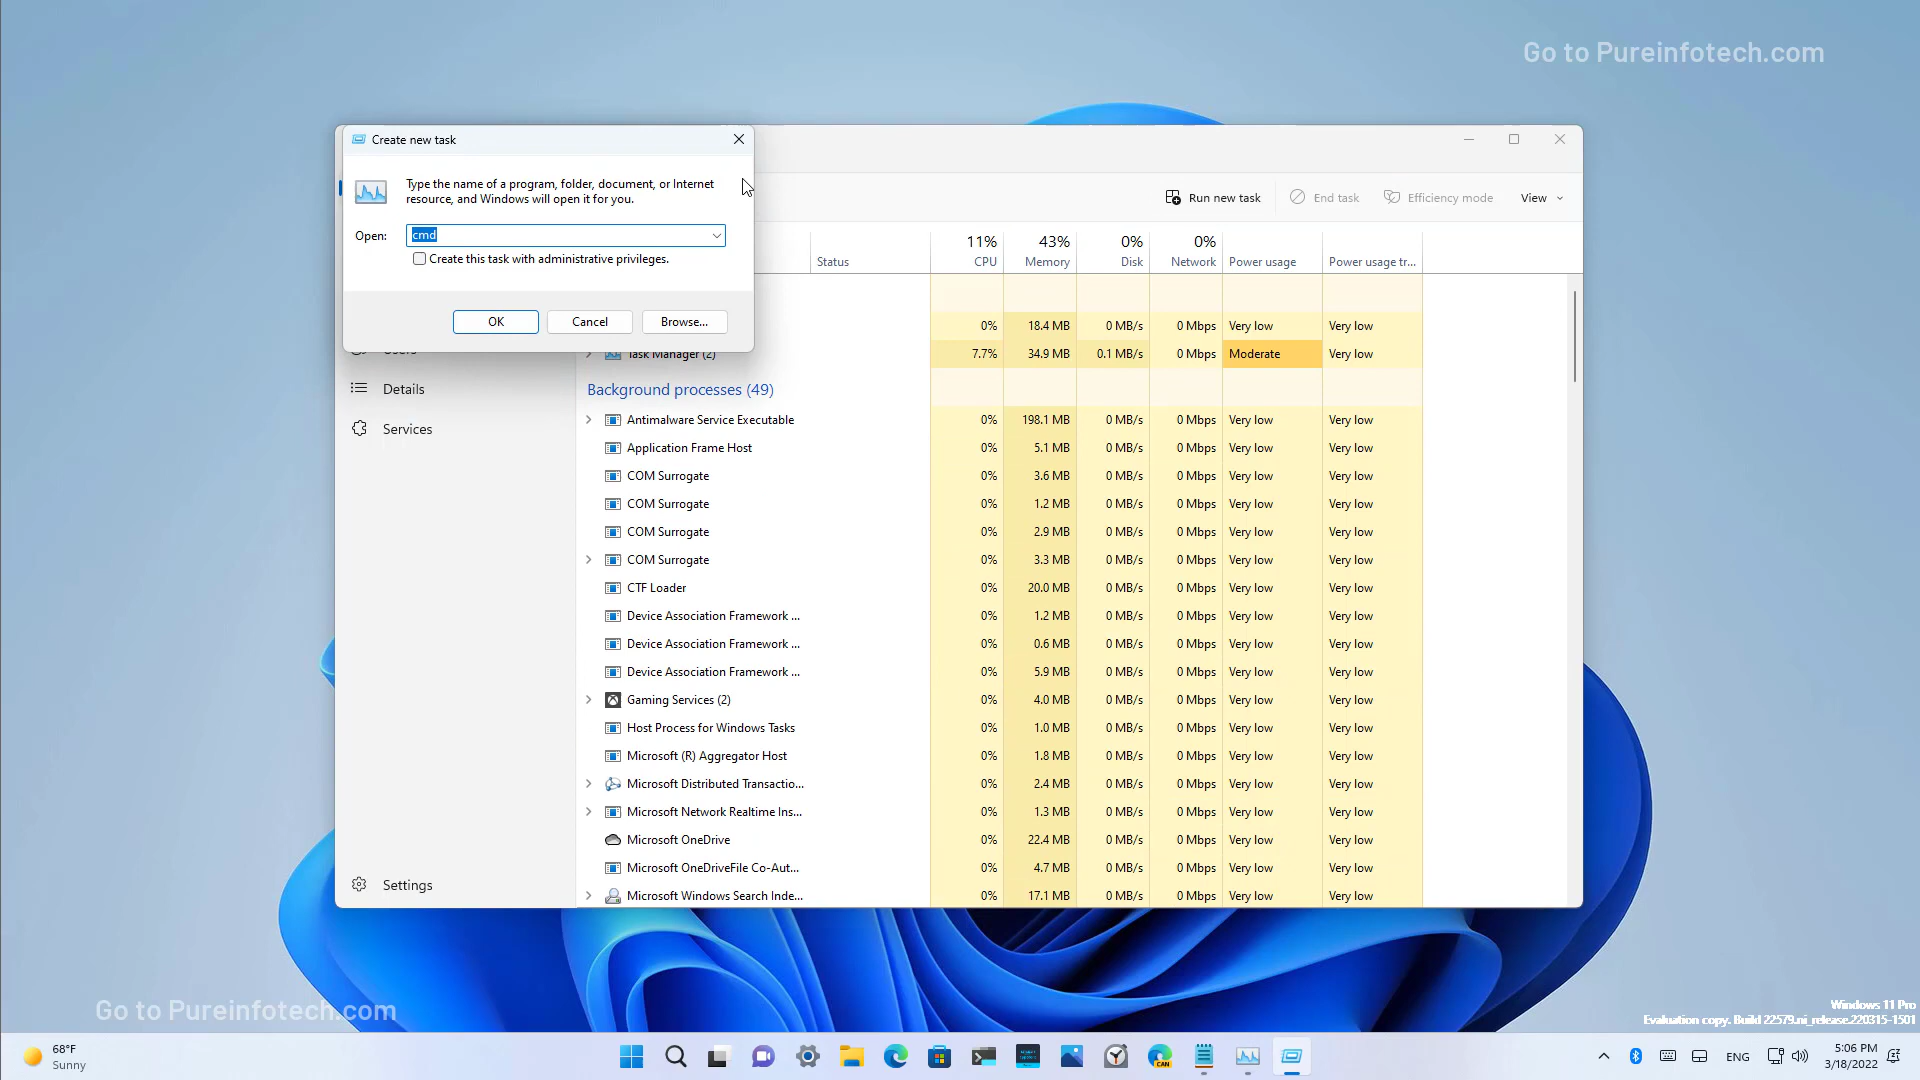 Go to Pureinfotech.com
Create new task
Type the name of a program, folder, document, or Internet
resource, and Windows will open it for you.
Open: cmd
Create this task with administrative privileges.
OK Cancel Browse...
Run new task End task Efficiency mode View
11% 43% 0% 0%
Status CPU Memory Disk Network Power usage Power usage tr...
0% 18.4 MB 0 MB/s 0 Mbps Very low Very low
Users
Task Manager (2) 7.7% 34.9 MB 0.1 MB/s 0 Mbps Moderate Very low
Details
Services
Settings
Background processes (49)
Antimalware Service Executable 0% 198.1 MB 0 MB/s 0 Mbps Very low Very low
Application Frame Host 0% 5.1 MB 0 MB/s 0 Mbps Very low Very low
COM Surrogate 0% 3.6 MB 0 MB/s 0 Mbps Very low Very low
COM Surrogate 0% 1.2 MB 0 MB/s 0 Mbps Very low Very low
COM Surrogate 0% 2.9 MB 0 MB/s 0 Mbps Very low Very low
COM Surrogate 0% 3.3 MB 0 MB/s 0 Mbps Very low Very low
CTF Loader 0% 20.0 MB 0 MB/s 0 Mbps Very low Very low
Device Association Framework ... 0% 1.2 MB 0 MB/s 0 Mbps Very low Very low
Device Association Framework ... 0% 0.6 MB 0 MB/s 0 Mbps Very low Very low
Device Association Framework ... 0% 5.9 MB 0 MB/s 0 Mbps Very low Very low
Gaming Services (2) 0% 4.0 MB 0 MB/s 0 Mbps Very low Very low
Host Process for Windows Tasks 0% 1.0 MB 0 MB/s 0 Mbps Very low Very low
Microsoft (R) Aggregator Host 0% 1.8 MB 0 MB/s 0 Mbps Very low Very low
Microsoft Distributed Transactio... 0% 2.4 MB 0 MB/s 0 Mbps Very low Very low
Microsoft Network Realtime Ins... 0% 1.3 MB 0 MB/s 0 Mbps Very low Very low
Microsoft OneDrive 0% 22.4 MB 0 MB/s 0 Mbps Very low Very low
Microsoft OneDriveFile Co-Aut... 0% 4.7 MB 0 MB/s 0 Mbps Very low Very low
Microsoft Windows Search Inde... 0% 17.1 MB 0 MB/s 0 Mbps Very low Very low
Go to Pureinfotech.com
Windows 11 Pro
Evaluation copy. Build 22579.ni_release.220315-1501
68°F
Sunny
CAN
ENG
5:06 PM
3/18/2022